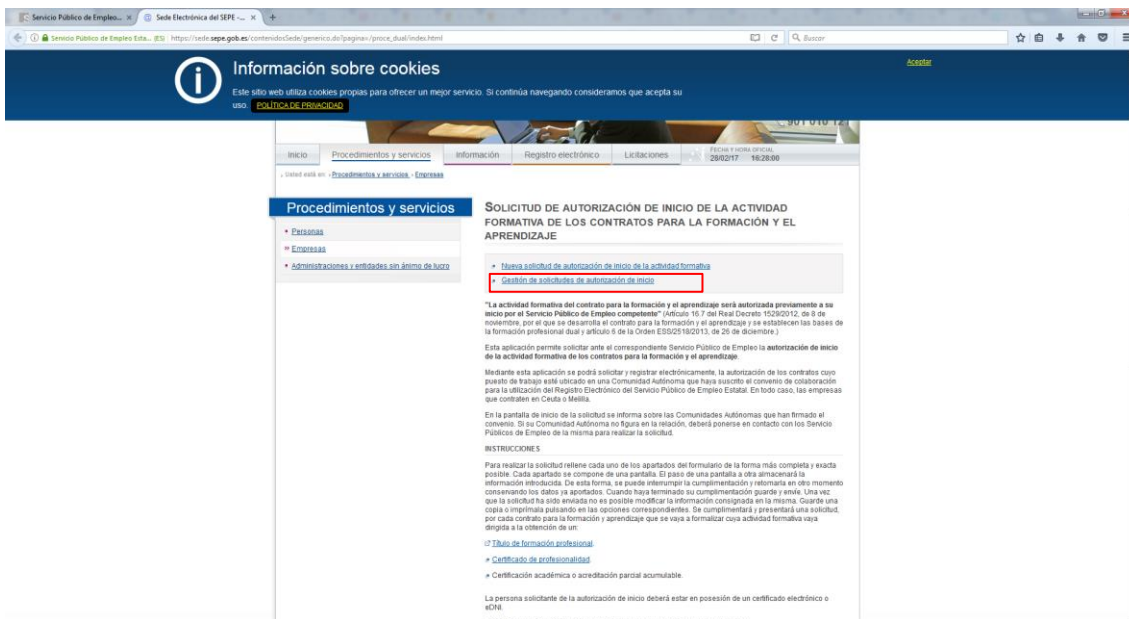 Servicio Público de Empleo...
Sede Electrónica del SEPE -...
Servicio Público de Empleo Esta... (ES)
https://sede.sepe.gob.es/contenidosSede/generico.do?pagina=/proce_dual/index.html
Buscar
Información sobre cookies
Aceptar
Este sitio web utiliza cookies propias para ofrecer un mejor servicio. Si continúa navegando consideramos que acepta su
uso. POLÍTICA DE PRIVACIDAD
901 010 121
Inicio
Procedimientos y servicios
Información
Registro electrónico
Licitaciones
FECHA Y HORA OFICIAL
28/02/17 16:28:00
Usted está en: Procedimientos y servicios Empresas
Procedimientos y servicios
Personas
Empresas
Administraciones y entidades sin ánimo de lucro
SOLICITUD DE AUTORIZACIÓN DE INICIO DE LA ACTIVIDAD
FORMATIVA DE LOS CONTRATOS PARA LA FORMACIÓN Y EL
APRENDIZAJE
Nueva solicitud de autorización de inicio de la actividad formativa
Gestión de solicitudes de autorización de inicio
"La actividad formativa del contrato para la formación y el aprendizaje será autorizada previamente a su
inicio por el Servicio Público de Empleo competente" (Artículo 16.7 del Real Decreto 1529/2012, de 8 de
noviembre, por el que se desarrolla el contrato para la formación y el aprendizaje y se establecen las bases de
la formación profesional dual y artículo 6 de la Orden ESS/2518/2013, de 26 de diciembre.)
Esta aplicación permite solicitar ante el correspondiente Servicio Público de Empleo la autorización de inicio
de la actividad formativa de los contratos para la formación y el aprendizaje.
Mediante esta aplicación se podrá solicitar y registrar electrónicamente, la autorización de los contratos cuyo
puesto de trabajo esté ubicado en una Comunidad Autónoma que haya suscrito el convenio de colaboración
para la utilización del Registro Electrónico del Servicio Público de Empleo Estatal. En todo caso, las empresas
que contraten en Ceuta o Melilla.
En la pantalla de inicio de la solicitud se informa sobre las Comunidades Autónomas que han firmado el
convenio. Si su Comunidad Autónoma no figura en la relación, deberá ponerse en contacto con los Servicio
Públicos de Empleo de la misma para realizar la solicitud.
INSTRUCCIONES
Para realizar la solicitud rellene cada uno de los apartados del formulario de la forma más completa y exacta
posible. Cada apartado se compone de una pantalla. El paso de una pantalla a otra almacenará la
información introducida. De esta forma, se puede interrumpir la cumplimentación y retomarla en otro momento
conservando los datos ya aportados. Cuando haya terminado su cumplimentación guarde y envíe. Una vez
que la solicitud ha sido enviada no es posible modificar la información consignada en la misma. Guarde una
copia o imprímala pulsando en las opciones correspondientes. Se cumplimentará y presentará una solicitud,
por cada contrato para la formación y aprendizaje que se vaya a formalizar cuya actividad formativa vaya
dirigida a la obtención de un:
Título de formación profesional.
Certificado de profesionalidad.
Certificación académica o acreditación parcial acumulable.
La persona solicitante de la autorización de inicio deberá estar en posesión de un certificado electrónico o
eDNI.